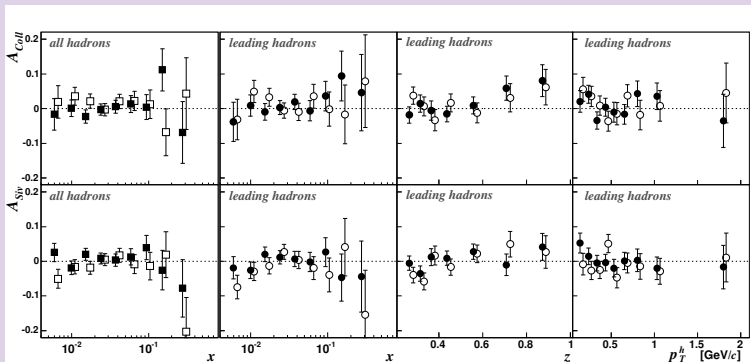 A_Coll
all hadrons
leading hadrons
leading hadrons
leading hadrons
0.2
0.1
0
-0.1
A_Siv
all hadrons
leading hadrons
leading hadrons
leading hadrons
0.2
0.1
0
-0.1
-0.2
10⁻² 10⁻¹ x
10⁻² 10⁻¹ x
0.4 0.6 0.8 1 z
0.5 1 1.5 2 p_T^h [GeV/c]